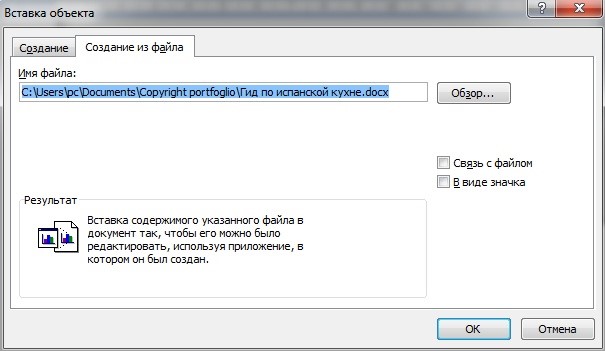 Вставка объекта
Создание
Создание из файла
Имя файла:
C:\Users\pc\Documents\Copyright portfoglio\Гид по испанской кухне.docx
Обзор...
Связь с файлом
В виде значка
Результат
Вставка содержимого указанного файла в
документ так, чтобы его можно было
редактировать, используя приложение, в
котором он был создан.
ОК
Отмена